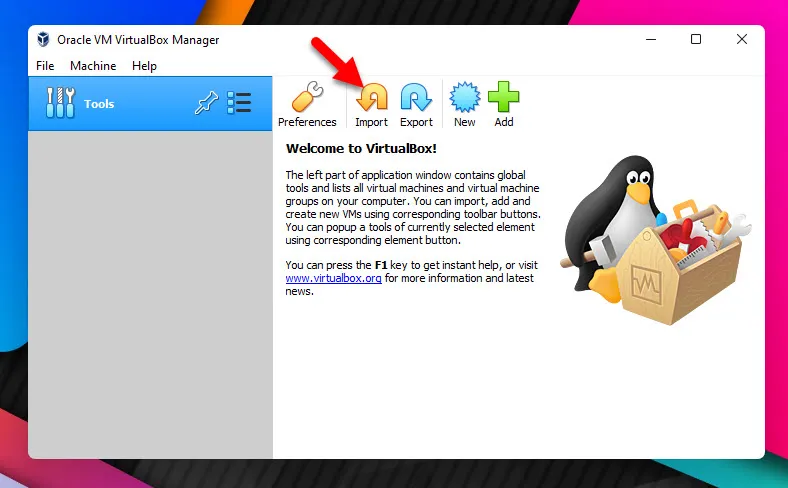 Oracle VM VirtualBox Manager
File Machine Help
Tools
Preferences Import Export New Add
Welcome to VirtualBox!
The left part of application window contains global
tools and lists all virtual machines and virtual machine
groups on your computer. You can import, add and
create new VMs using corresponding toolbar buttons.
You can popup a tools of currently selected element
using corresponding element button.
You can press the F1 key to get instant help, or visit
www.virtualbox.org for more information and latest
news.
VM